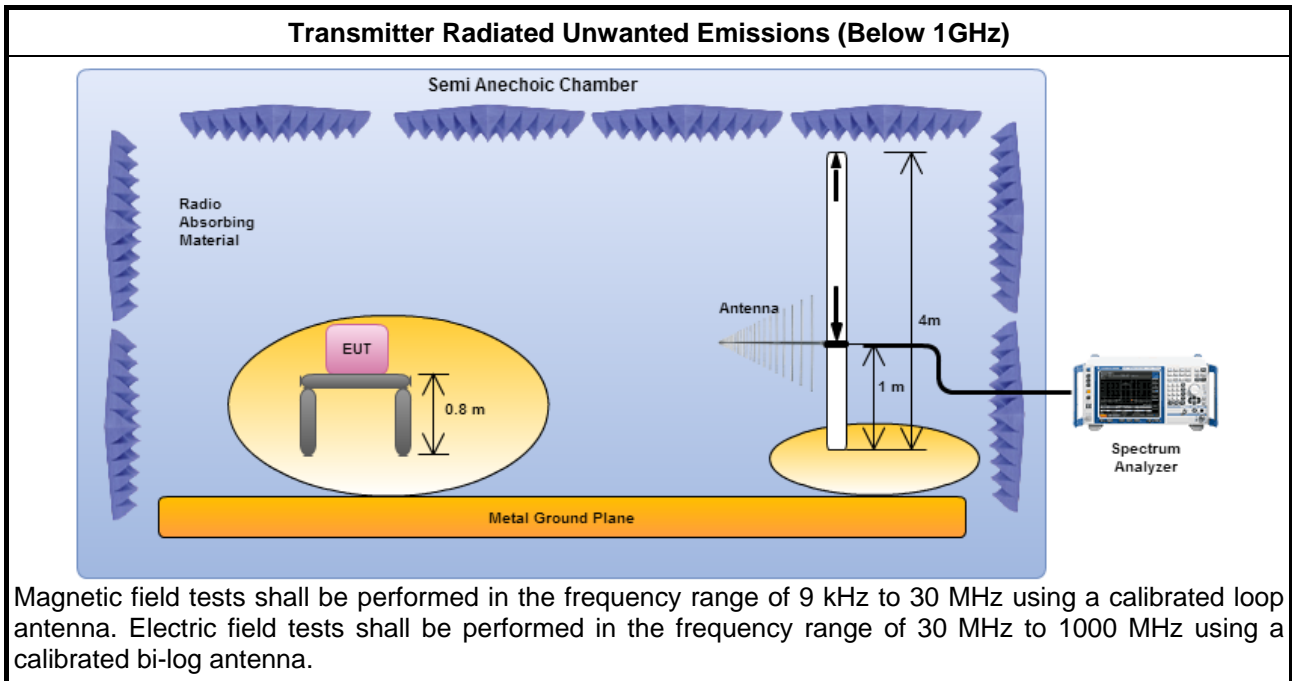 Transmitter Radiated Unwanted Emissions (Below 1GHz)
Semi Anechoic Chamber
Radio
Absorbing
Material
Antenna
4m
EUT
1 m
0.8 m
Spectrum
Analyzer
Metal Ground Plane
Magnetic field tests shall be performed in the frequency range of 9 kHz to 30 MHz using a calibrated loop
antenna. Electric field tests shall be performed in the frequency range of 30 MHz to 1000 MHz using a
calibrated bi-log antenna.